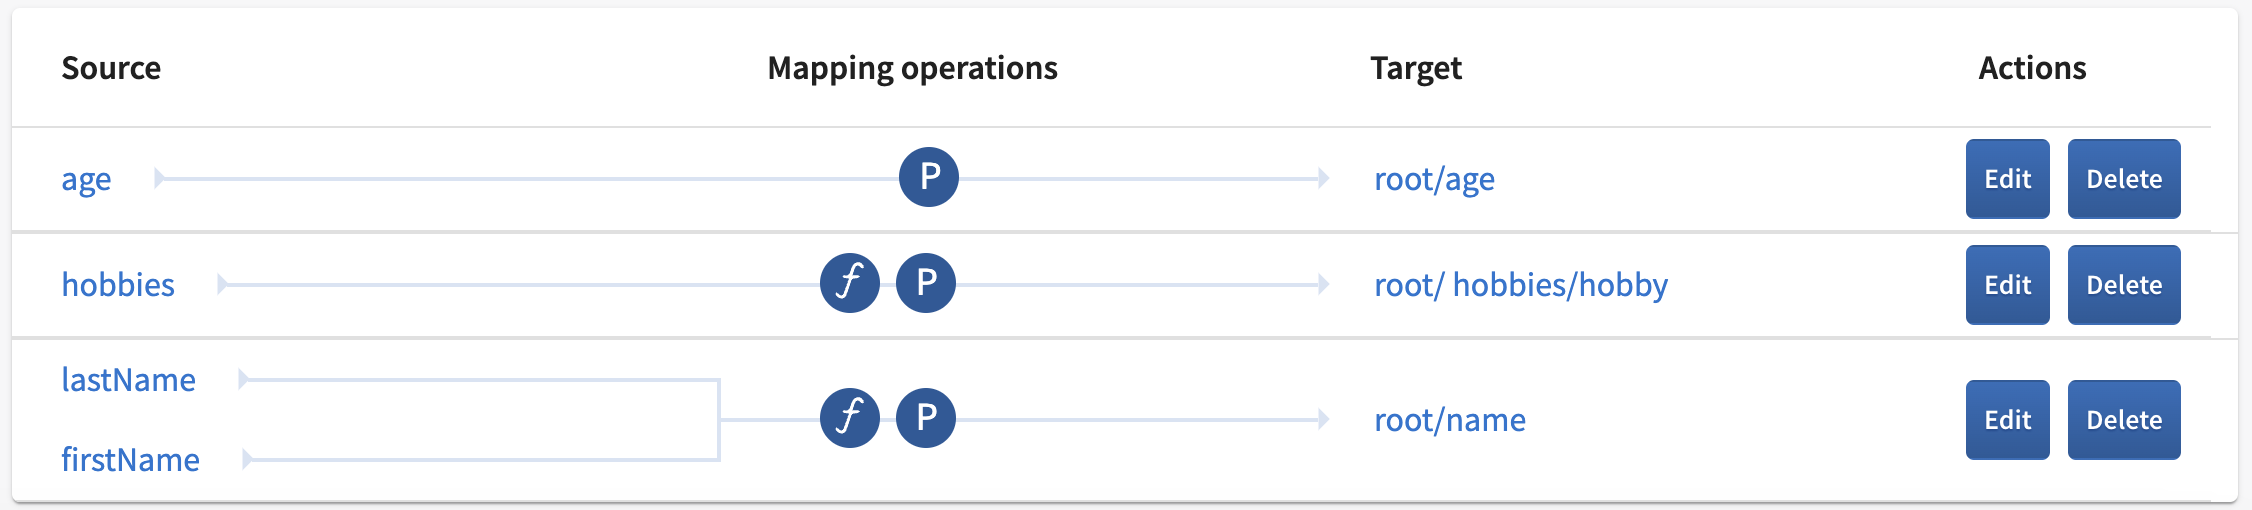 Source Mapping operations Target Actions
age P root/age Edit Delete
hobbies f P root/ hobbies/hobby Edit Delete
lastName
f P root/name Edit Delete
firstName